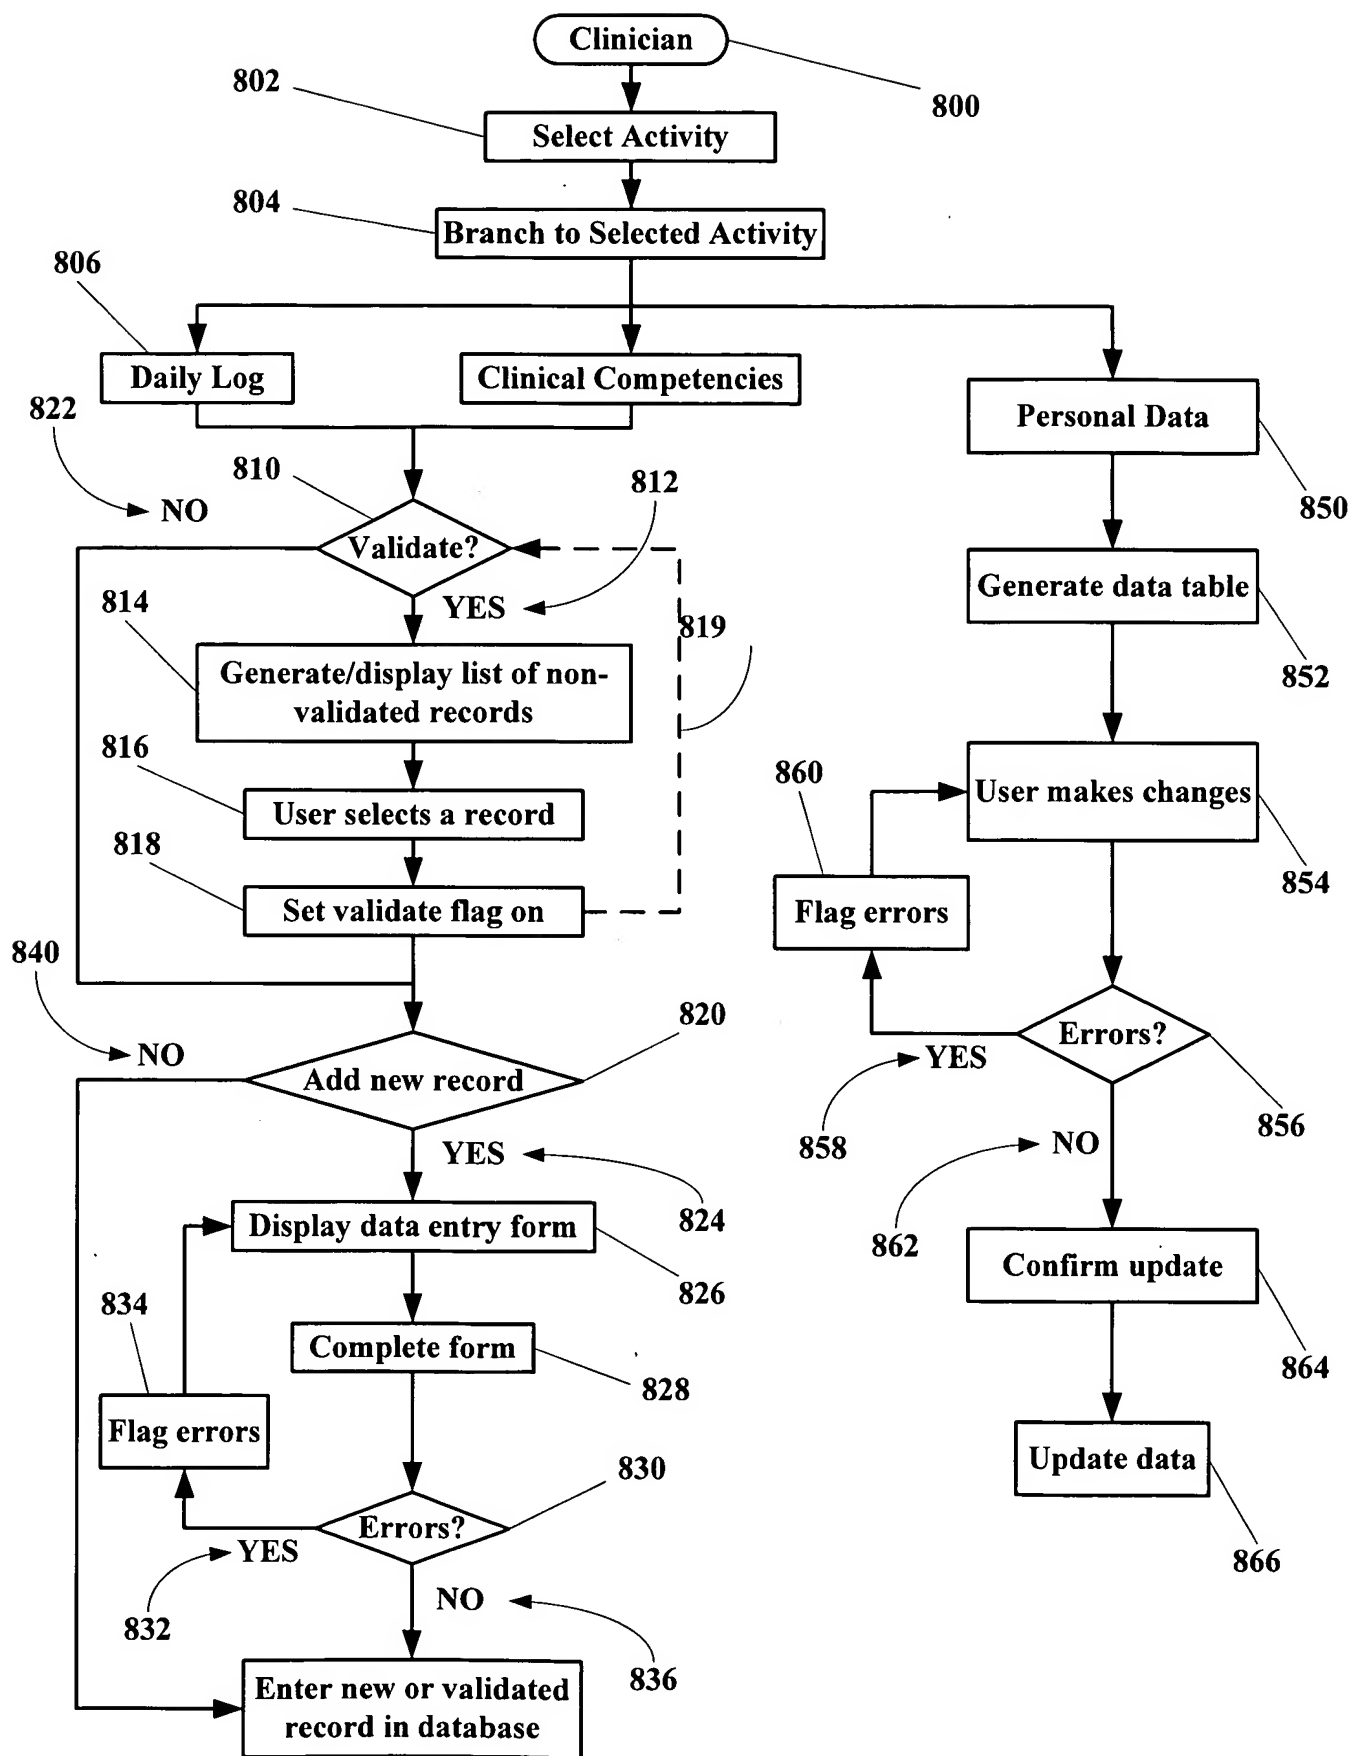 Clinician
802
800
Select Activity
804
Branch to Selected Activity
806
Daily Log
Clinical Competencies
Personal Data
822
810
812
850
NO
Validate?
YES
814
819
Generate data table
852
Generate/display list of non-
validated records
816
User selects a record
860
User makes changes
854
818
Set validate flag on
Flag errors
840
820
NO
Add new record
Errors?
YES
858
856
YES
824
NO
862
Display data entry form
826
Confirm update
864
834
Complete form
828
Flag errors
830
Update data
866
Errors?
YES
832
NO
836
Enter new or validated
record in database